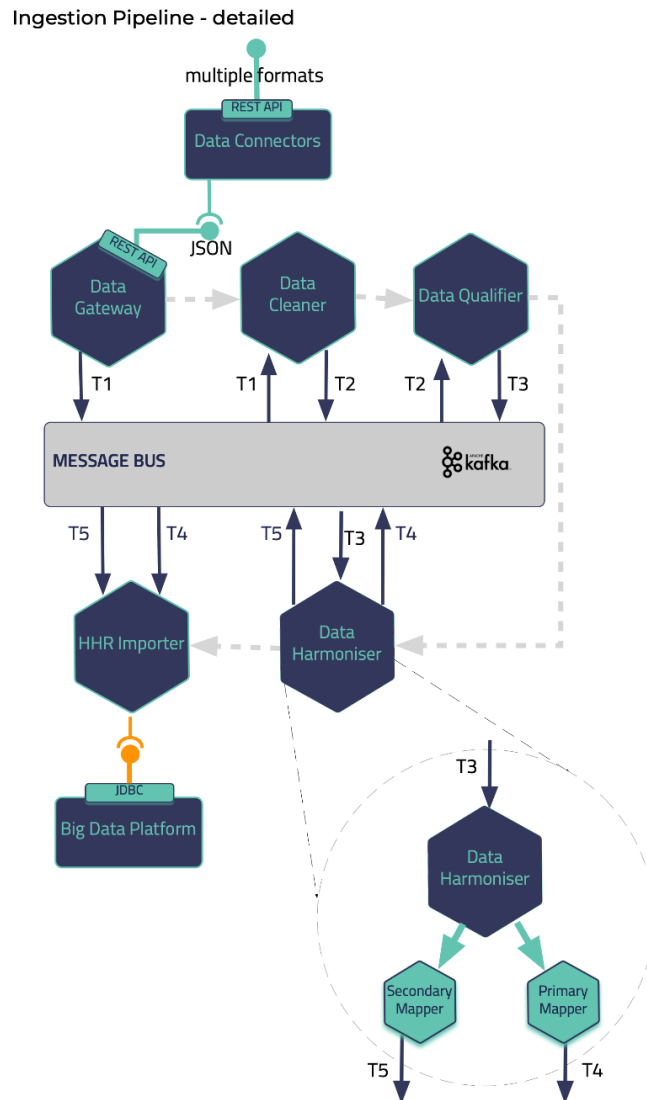 Ingestion Pipeline - detailed
multiple formats
REST API
Data Connectors
REST API
JSON
Data
Gateway
Data
Cleaner
Data Qualifier
T1
T1
T2
T2
T3
MESSAGE BUS
APACHE
kafka
T5
T4
T5
T3
T4
HHR Importer
Data
Harmoniser
JDBC
Big Data Platform
T3
Data
Harmoniser
Secondary
Mapper
Primary
Mapper
T5
T4